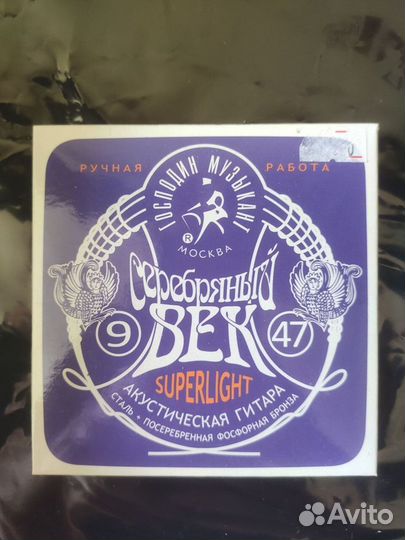 РУЧНАЯ РАБОТА
ГОСПОДИН МУЗЫКАНТ
®
МОСКВА
Серебряный
ВЕК
9 47
SUPERLIGHT
АКУСТИЧЕСКАЯ ГИТАРА
СТАЛЬ + ПОСЕРЕБРЕННАЯ ФОСФОРНАЯ БРОНЗА
Avito